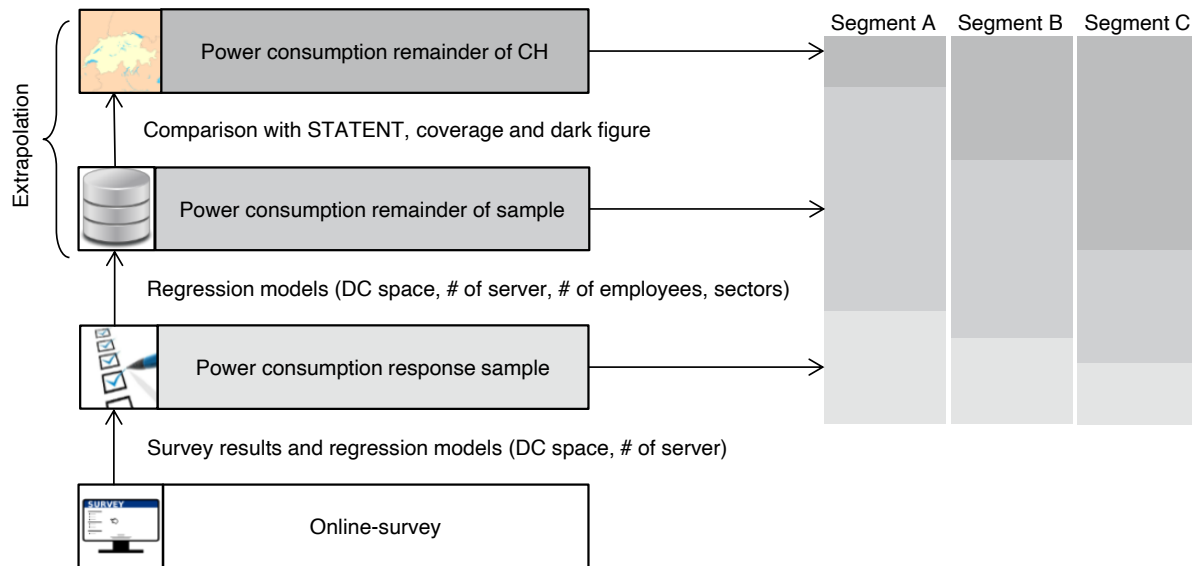 Segment A
Segment B
Segment C
Power consumption remainder of CH
Extrapolation
Comparison with STATENT, coverage and dark figure
Power consumption remainder of sample
Regression models (DC space, # of server, # of employees, sectors)
Power consumption response sample
Survey results and regression models (DC space, # of server)
SURVEY
Online-survey